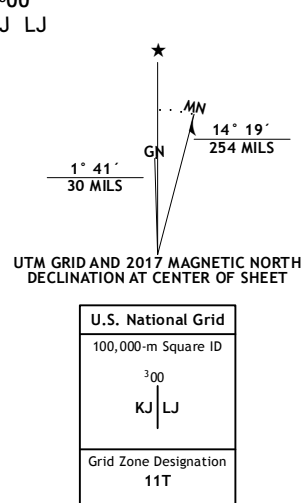 ³00
J LJ
★
MN
GN
14° 19´
254 MILS
1° 41´
30 MILS
UTM GRID AND 2017 MAGNETIC NORTH
DECLINATION AT CENTER OF SHEET
U.S. National Grid
100,000-m Square ID
³00
KJ LJ
Grid Zone Designation
11T